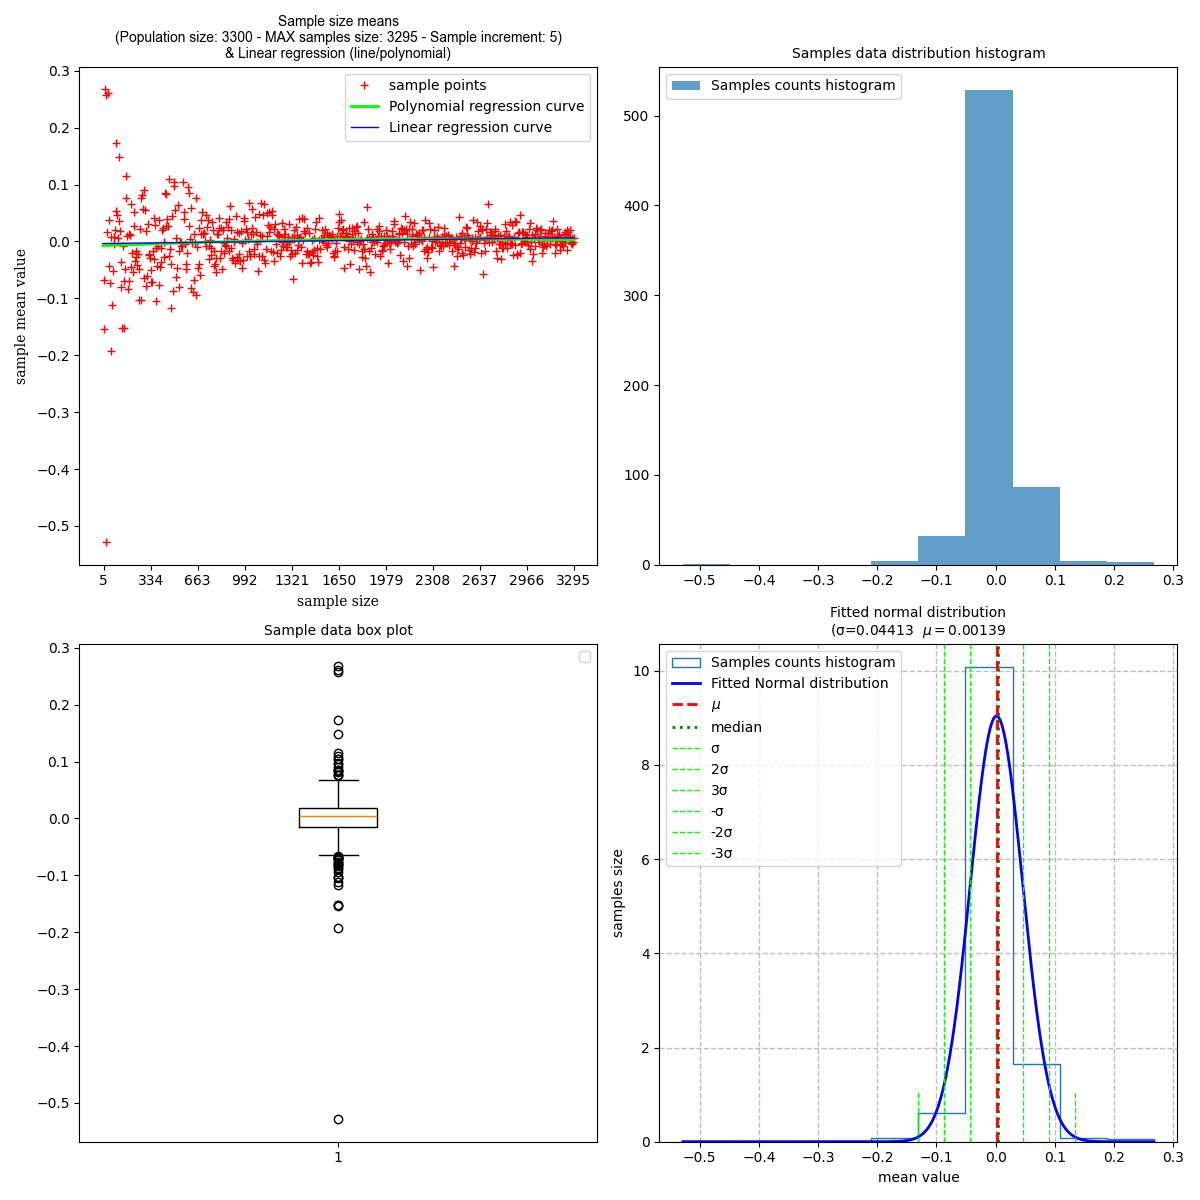 Sample size means
(Population size: 3300 - MAX samples size: 3295 - Sample increment: 5)
& Linear regression (line/polynomial)
0.3
0.2
0.1
0.0
−0.1
−0.2
−0.3
−0.4
−0.5
sample mean value
sample points
Polynomial regression curve
Linear regression curve
5 334 663 992 1321 1650 1979 2308 2637 2966 3295
sample size
Samples data distribution histogram
Samples counts histogram
500
400
300
200
100
0
−0.5 −0.4 −0.3 −0.2 −0.1 0.0 0.1 0.2 0.3
Sample data box plot
0.3
0.2
0.1
0.0
−0.1
−0.2
−0.3
−0.4
−0.5
1
Fitted normal distribution
(σ=0.04413 μ = 0.00139
Samples counts histogram
Fitted Normal distribution
μ
median
σ
2σ
3σ
-σ
-2σ
-3σ
10
8
6
4
2
0
samples size
−0.5 −0.4 −0.3 −0.2 −0.1 0.0 0.1 0.2 0.3
mean value